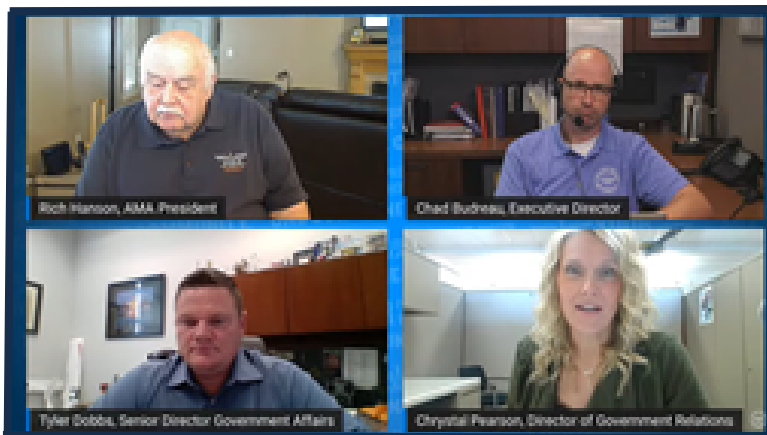 Rich Hanson, AMA President
Chad Budreau, Executive Director
Tyler Dobbs, Senior Director Government Affairs
Chrystal Pearson, Director of Government Relations